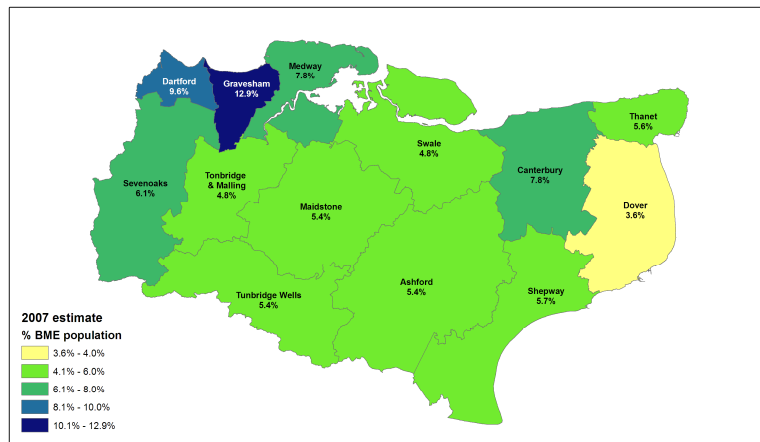 Medway
7.8%
Dartford
9.6%
Gravesham
12.9%
Thanet
5.6%
Swale
4.8%
Canterbury
7.8%
Sevenoaks
6.1%
Tonbridge
& Malling
4.8%
Maidstone
5.4%
Dover
3.6%
Ashford
5.4%
Shepway
5.7%
Tunbridge Wells
5.4%
2007 estimate
% BME population
3.6% - 4.0%
4.1% - 6.0%
6.1% - 8.0%
8.1% - 10.0%
10.1% - 12.9%